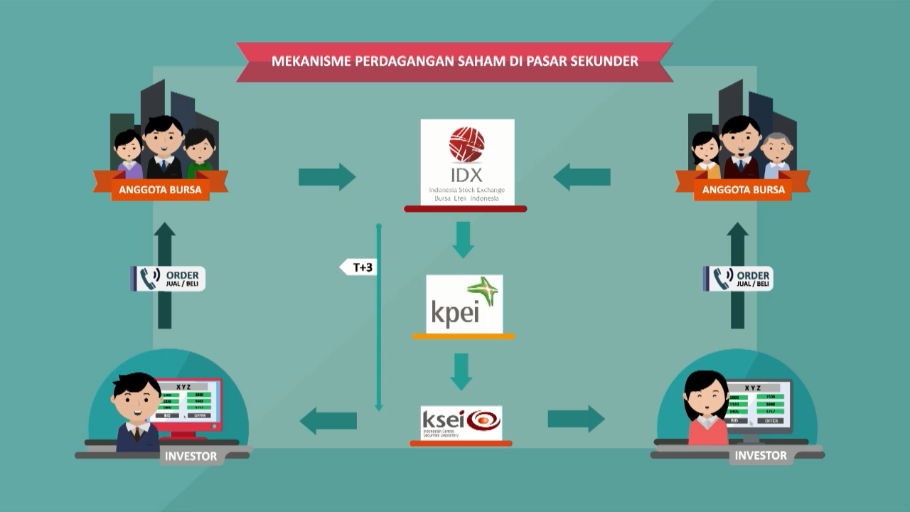 MEKANISME PERDAGANGAN SAHAM DI PASAR SEKUNDER
ANGGOTA BURSA
IDX
Indonesia Stock Exchange
Bursa Efek Indonesia
ANGGOTA BURSA
ORDER
JUAL / BELI
T+3
kpei
ORDER
JUAL / BELI
XYZ
ksei
XYZ
INVESTOR
INVESTOR